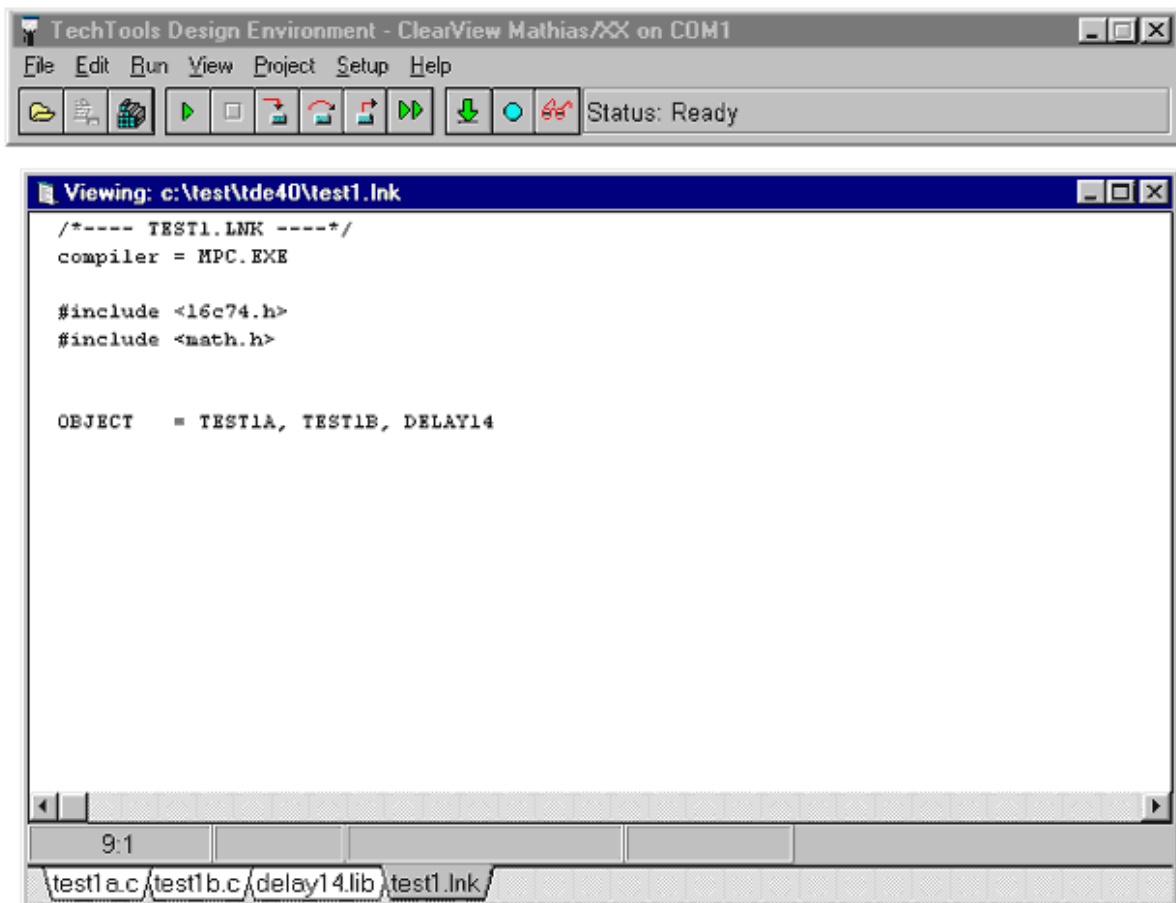 TechTools Design Environment - ClearView Mathias/XX on COM1
File Edit Run View Project Setup Help
Status: Ready
Viewing: c:\test\tde40\test1.lnk
/*---- TEST1.LNK ----*/
compiler = MPC.EXE
#include <16c74.h>
#include <math.h>
OBJECT = TEST1A, TEST1B, DELAY14
9:1
test1a.c test1b.c delay14.lib test1.lnk